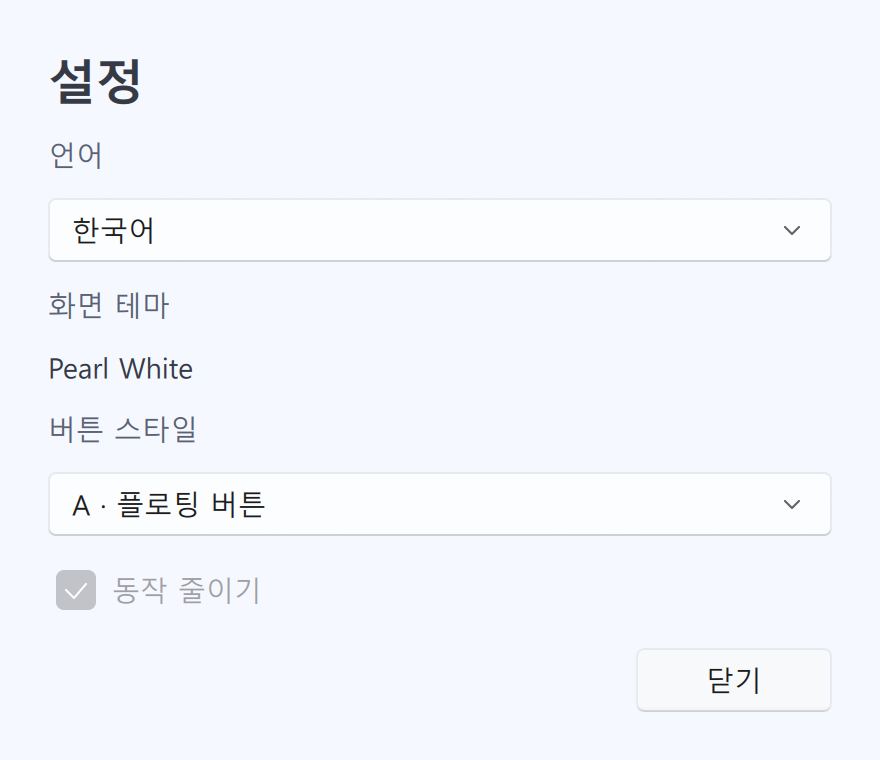 설정
언어
한국어
화면 테마
Pearl White
버튼 스타일
A · 플로팅 버튼
동작 줄이기
닫기